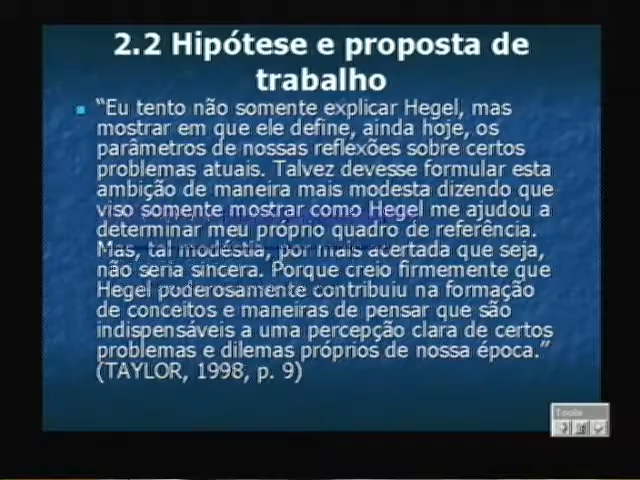 2.2 Hipótese e proposta de
trabalho
“Eu tento não somente explicar Hegel, mas
mostrar em que ele define, ainda hoje, os
parâmetros de nossas reflexões sobre certos
problemas atuais. Talvez devesse formular esta
ambição de maneira mais modesta dizendo que
viso somente mostrar como Hegel me ajudou a
determinar meu próprio quadro de referência.
Mas, tal modéstia, por mais acertada que seja,
não seria sincera. Porque creio firmemente que
Hegel poderosamente contribuiu na formação
de conceitos e maneiras de pensar que são
indispensáveis a uma percepção clara de certos
problemas e dilemas próprios de nossa época.”
(TAYLOR, 1998, p. 9)
Tools